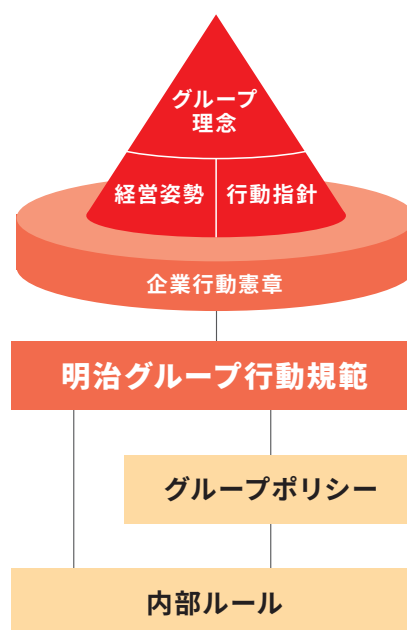 グループ
理念
経営姿勢
行動指針
企業行動憲章
明治グループ行動規範
グループポリシー
内部ルール